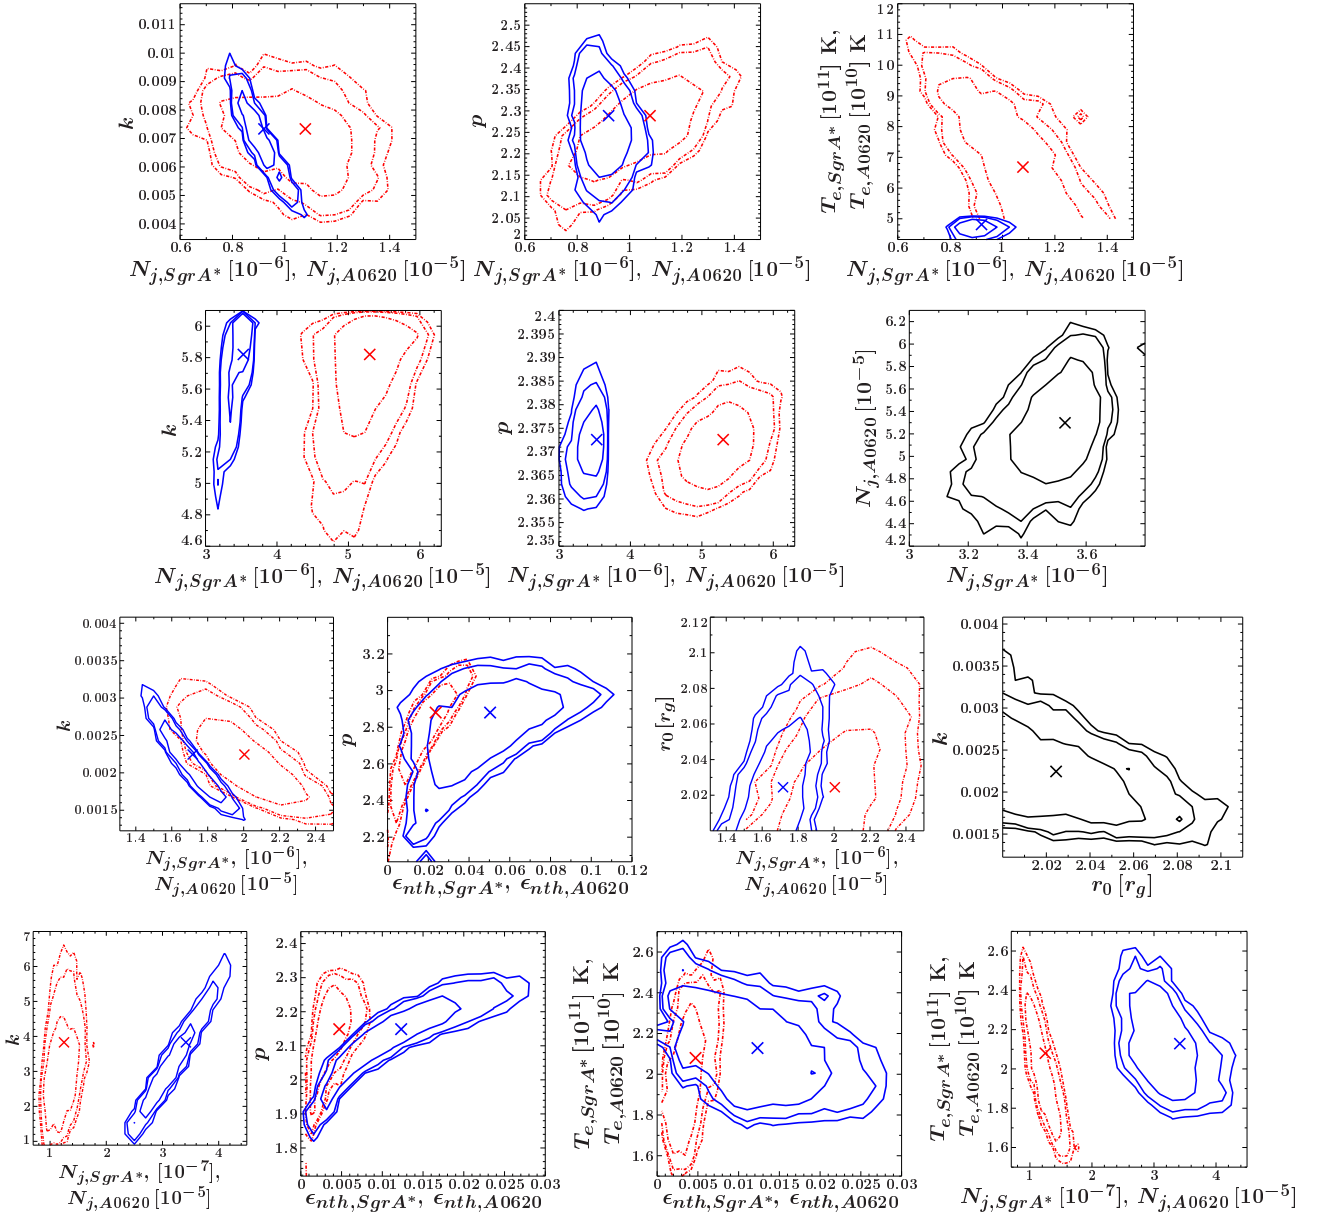 0.011
0.01
0.009
0.008
0.007
0.006
0.005
0.004
k
0.6 0.8 1 1.2 1.4
N_{j,SgrA*} [10^{-6}], N_{j,A0620} [10^{-5}]
2.5
2.45
2.4
2.35
2.3
2.25
2.2
2.15
2.1
2.05
2
p
0.6 0.8 1 1.2 1.4
N_{j,SgrA*} [10^{-6}], N_{j,A0620} [10^{-5}]
12
11
10
9
8
7
6
5
T_{e,SgrA*} [10^{11}] K,
T_{e,A0620} [10^{10}] K
0.6 0.8 1 1.2 1.4
N_{j,SgrA*} [10^{-6}], N_{j,A0620} [10^{-5}]
6
5.8
5.6
5.4
5.2
5
4.8
4.6
k
3 4 5 6
N_{j,SgrA*} [10^{-6}], N_{j,A0620} [10^{-5}]
2.4
2.395
2.39
2.385
2.38
2.375
2.37
2.365
2.36
2.355
2.35
p
3 4 5 6
N_{j,SgrA*} [10^{-6}], N_{j,A0620} [10^{-5}]
6.2
6
5.8
5.6
5.4
5.2
5
4.8
4.6
4.4
4.2
N_{j,A0620} [10^{-5}]
3 3.2 3.4 3.6
N_{j,SgrA*} [10^{-6}]
0.004
0.0035
0.003
0.0025
0.002
0.0015
k
1.4 1.6 1.8 2 2.2 2.4
N_{j,SgrA*}, [10^{-6}],
N_{j,A0620} [10^{-5}]
3.2
3
2.8
2.6
2.4
2.2
p
0 0.02 0.04 0.06 0.08 0.1 0.12
ϵ_{nth,SgrA*}, ϵ_{nth,A0620}
2.12
2.1
2.08
2.06
2.04
2.02
r_0 [r_g]
1.4 1.6 1.8 2 2.2 2.4
N_{j,SgrA*}, [10^{-6}],
N_{j,A0620} [10^{-5}]
0.004
0.0035
0.003
0.0025
0.002
0.0015
k
2.02 2.04 2.06 2.08 2.1
r_0 [r_g]
7
6
5
4
3
2
1
k
1 2 3 4
N_{j,SgrA*}, [10^{-7}],
N_{j,A0620} [10^{-5}]
2.4
2.3
2.2
2.1
2
1.9
1.8
p
0 0.005 0.01 0.015 0.02 0.025 0.03
ϵ_{nth,SgrA*}, ϵ_{nth,A0620}
2.6
2.4
2.2
2
1.8
1.6
T_{e,SgrA*} [10^{11}] K,
T_{e,A0620} [10^{10}] K
0 0.005 0.01 0.015 0.02 0.025 0.03
ϵ_{nth,SgrA*}, ϵ_{nth,A0620}
2.6
2.4
2.2
2
1.8
1.6
T_{e,SgrA*} [10^{11}] K,
T_{e,A0620} [10^{10}] K
1 2 3 4
N_{j,SgrA*} [10^{-7}], N_{j,A0620} [10^{-5}]